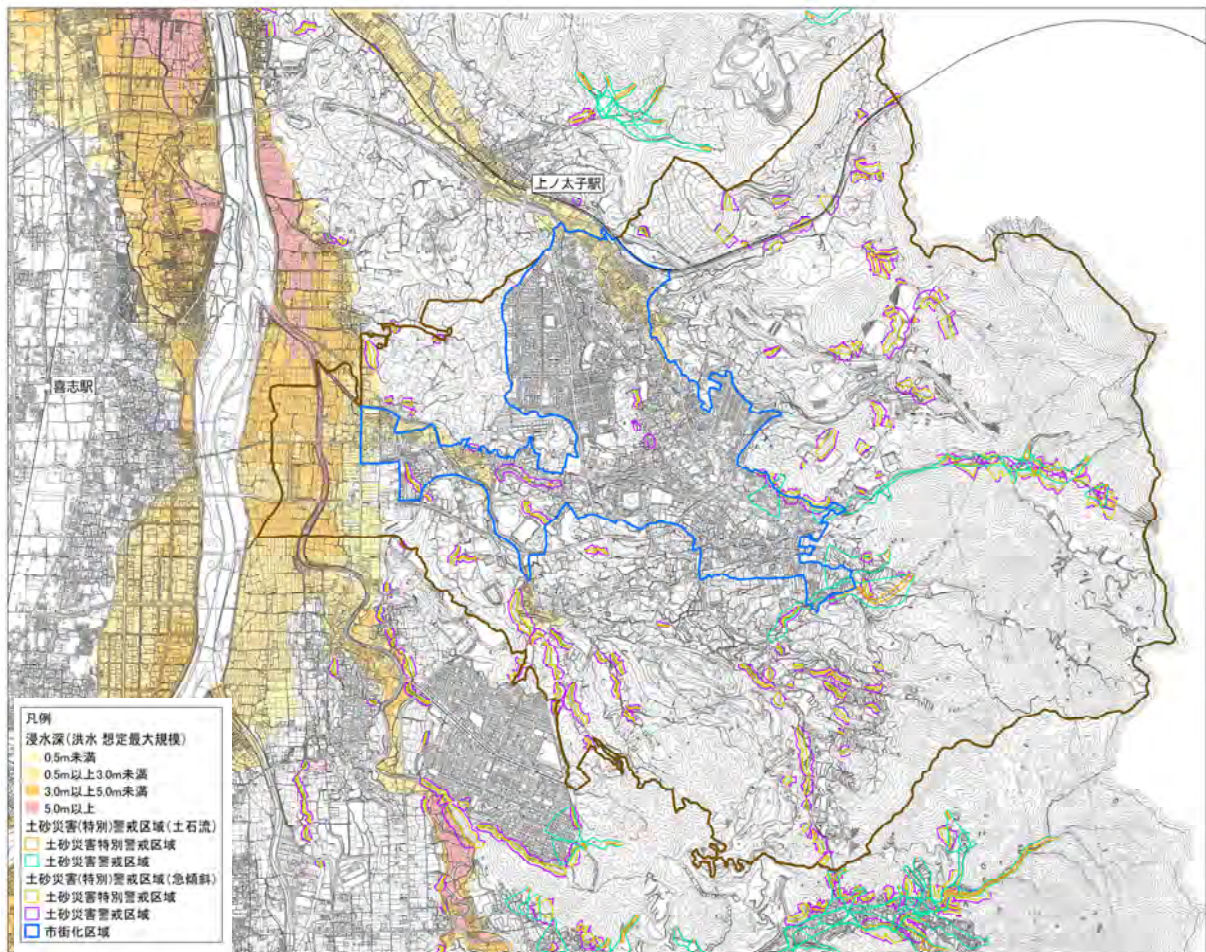 上ノ太子駅
喜志駅
凡例
浸水深(洪水 想定最大規模)
0.5m未満
0.5m以上3.0m未満
3.0m以上5.0m未満
5.0m以上
土砂災害(特別)警戒区域(土石流)
土砂災害特別警戒区域
土砂災害警戒区域
土砂災害(特別)警戒区域(急傾斜)
土砂災害特別警戒区域
土砂災害警戒区域
市街化区域